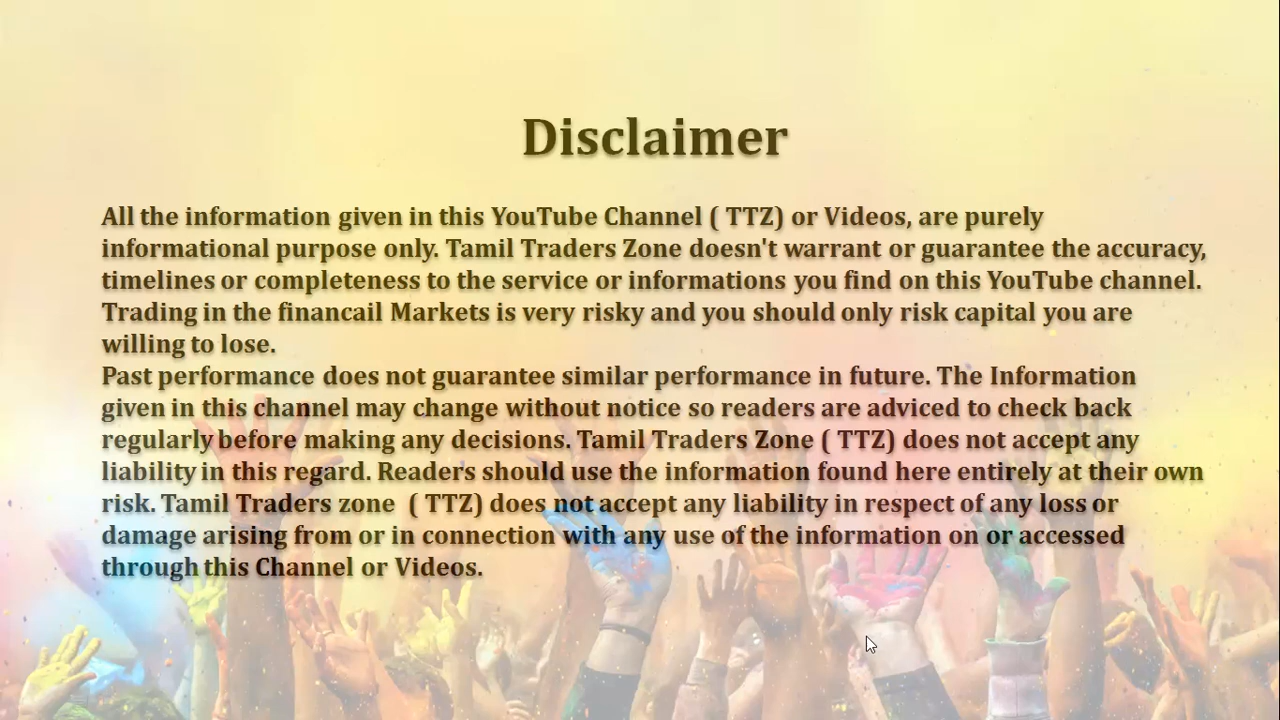 Disclaimer
All the information given in this YouTube Channel ( TTZ) or Videos, are purely
informational purpose only. Tamil Traders Zone doesn't warrant or guarantee the accuracy,
timelines or completeness to the service or informations you find on this YouTube channel.
Trading in the financail Markets is very risky and you should only risk capital you are
willing to lose.
Past performance does not guarantee similar performance in future. The Information
given in this channel may change without notice so readers are adviced to check back
regularly before making any decisions. Tamil Traders Zone ( TTZ) does not accept any
liability in this regard. Readers should use the information found here entirely at their own
risk. Tamil Traders zone  ( TTZ) does not accept any liability in respect of any loss or
damage arising from or in connection with any use of the information on or accessed
through this Channel or Videos.